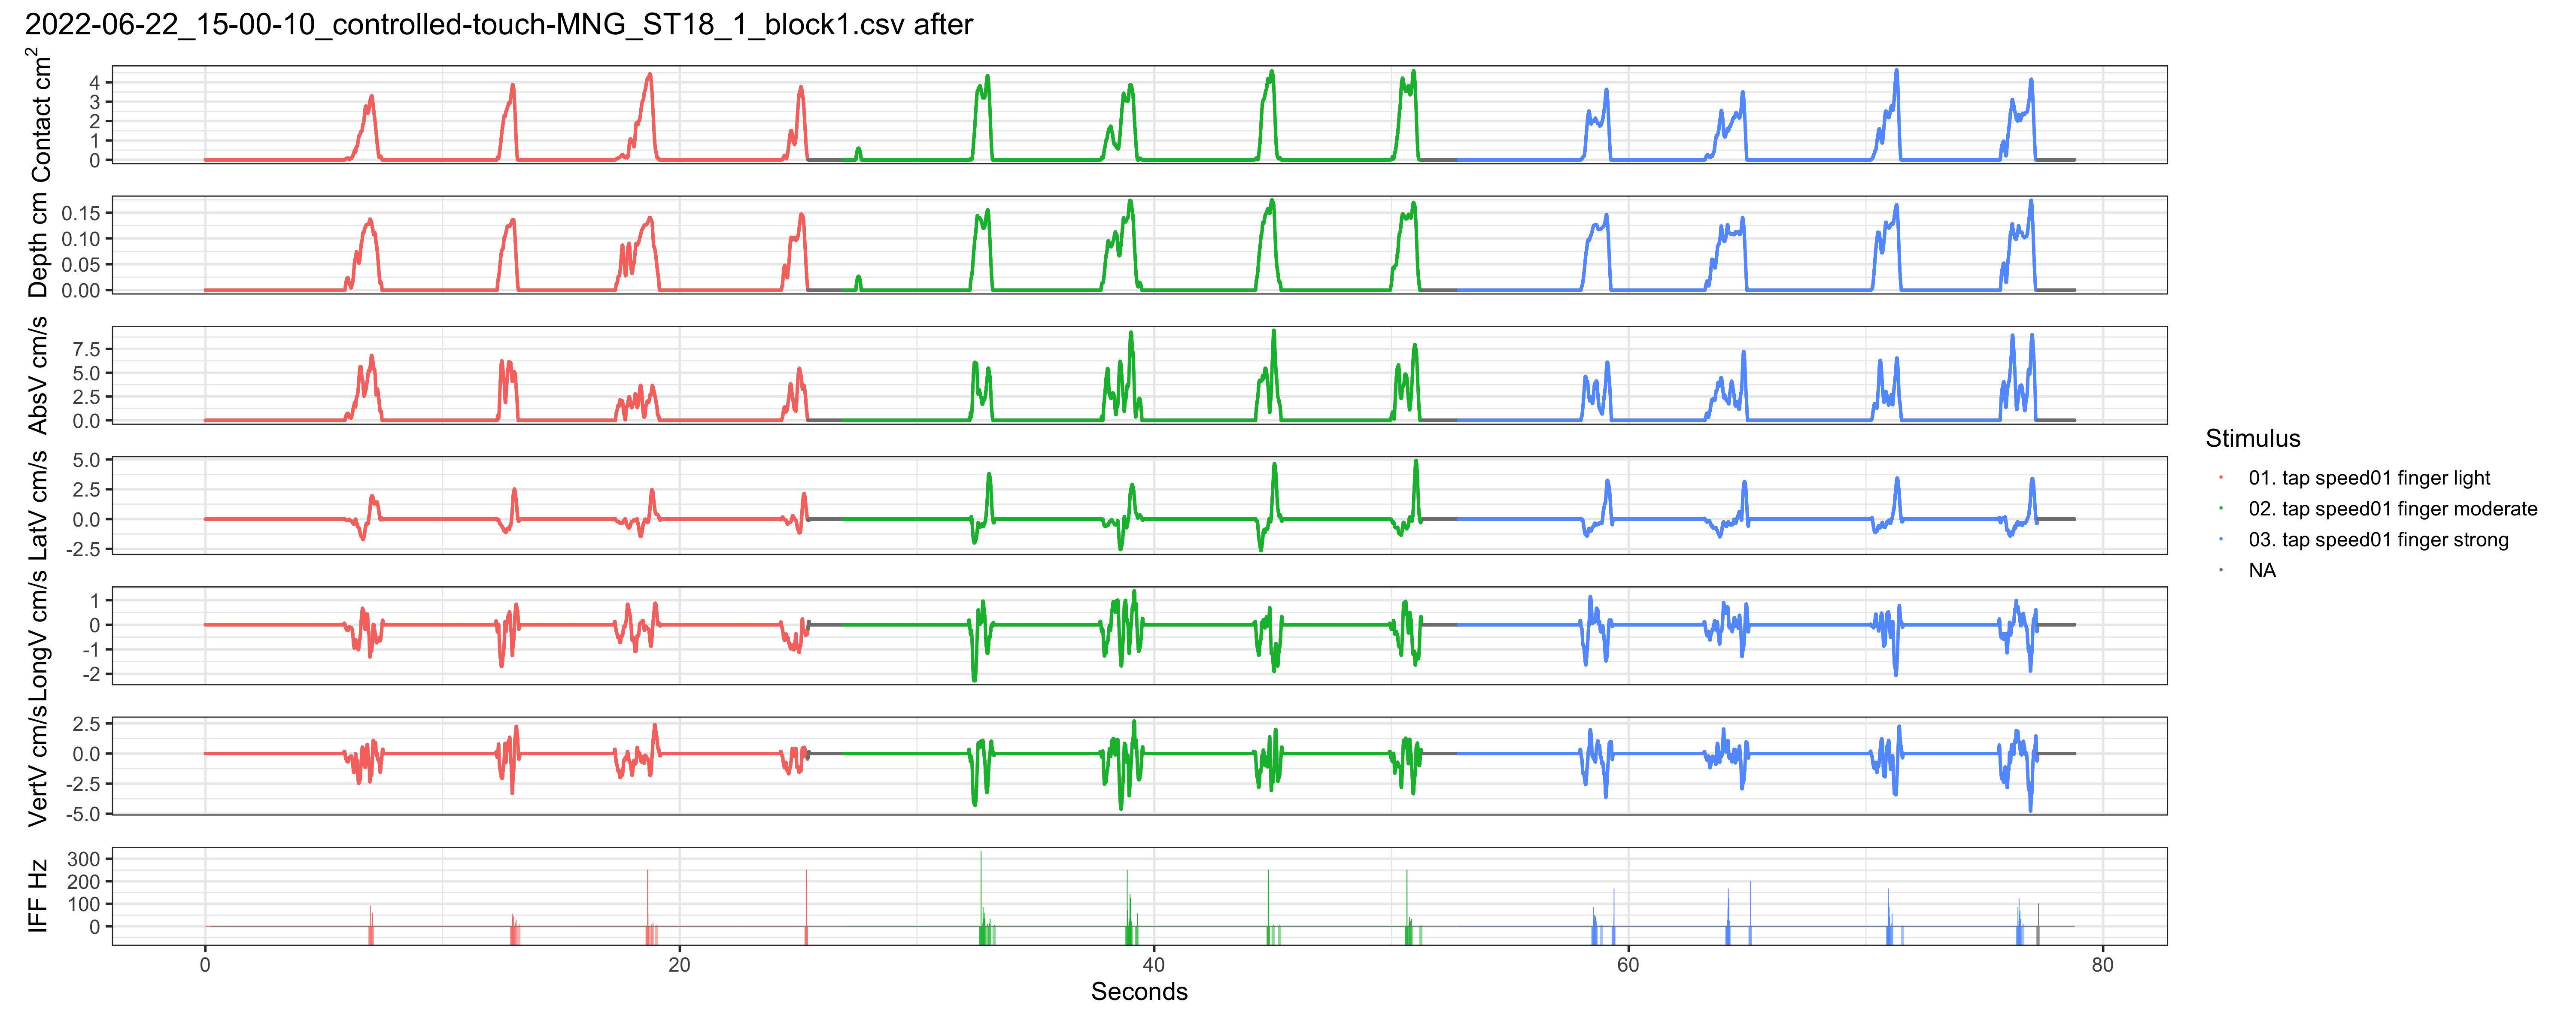 2022-06-22_15-00-10_controlled-touch-MNG_ST18_1_block1.csv after
Contact cm²
4
3
2
1
0
Depth cm
0.15
0.10
0.05
0.00
AbsV cm/s
7.5
5.0
2.5
0.0
LatV cm/s
5.0
2.5
0.0
-2.5
LongV cm/s
1
0
-1
-2
VertV cm/s
2.5
0.0
-2.5
-5.0
IFF Hz
300
200
100
0
0 20 40 60 80
Seconds
Stimulus
01. tap speed01 finger light
02. tap speed01 finger moderate
03. tap speed01 finger strong
NA